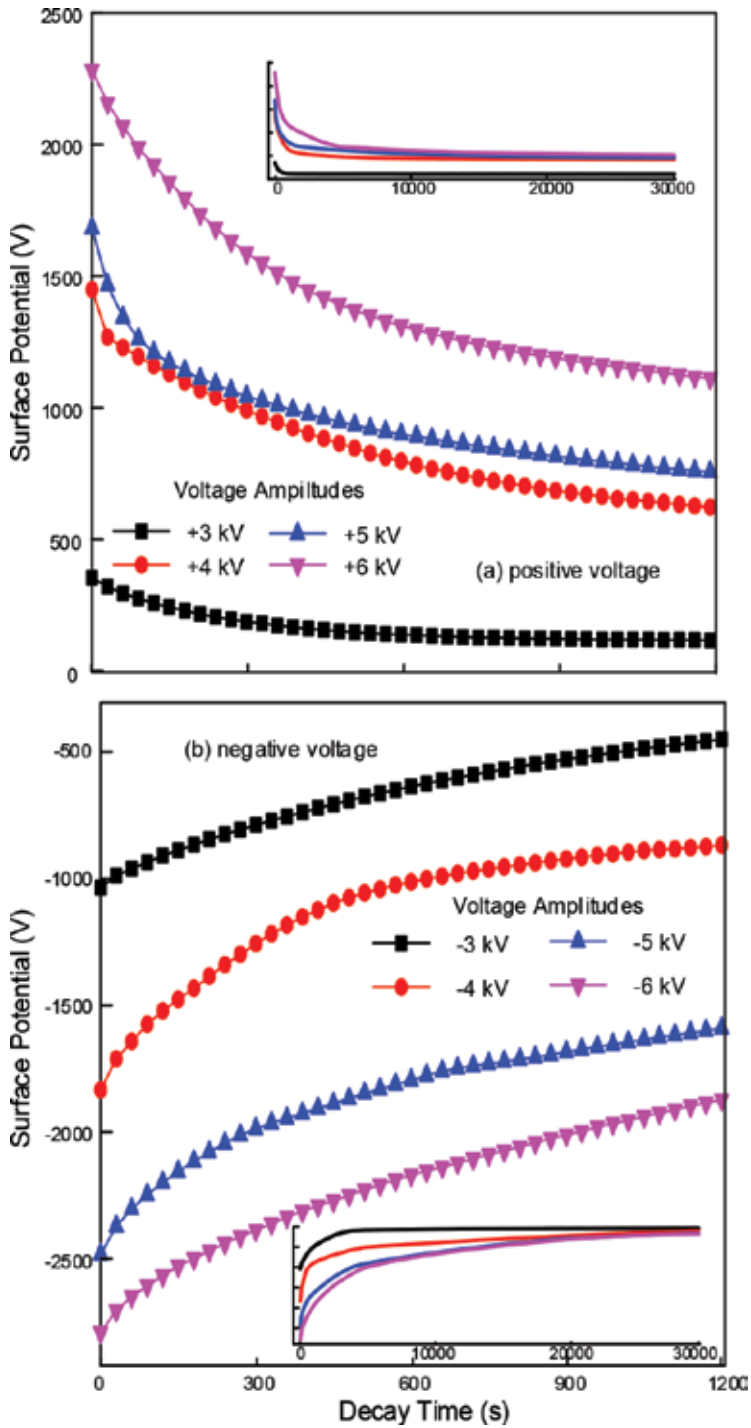 2500
2000
1500
1000
500
0
Surface Potential (V)
0 10000 20000 30000
Voltage Ampiltudes
+3 kV +5 kV
+4 kV +6 kV
(a) positive voltage
-500
-1000
-1500
-2000
-2500
Surface Potential (V)
(b) negative voltage
Voltage Amplitudes
-3 kV -5 kV
-4 kV -6 kV
0 10000 20000 30000
0 300 600 900 1200
Decay Time (s)